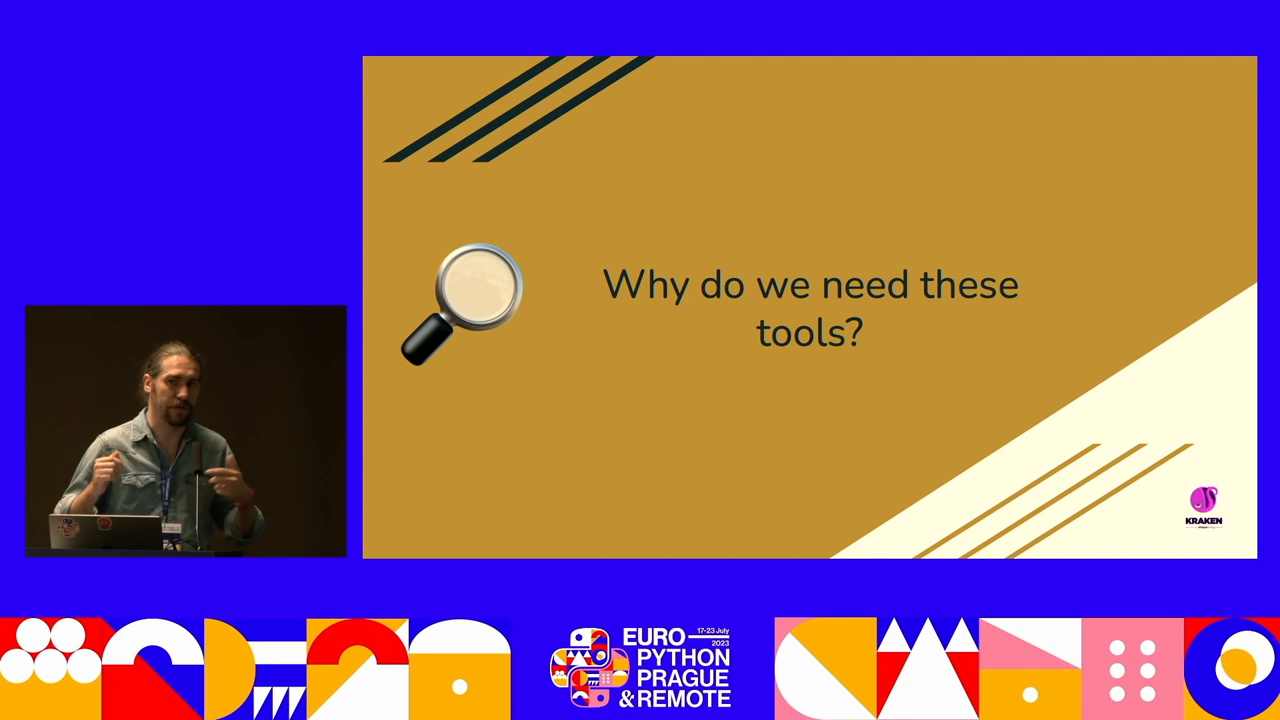 Why do we need these
tools?
KRAKEN
EURO
17-23 July
2023
PYTHON
PRAGUE
& REMOTE